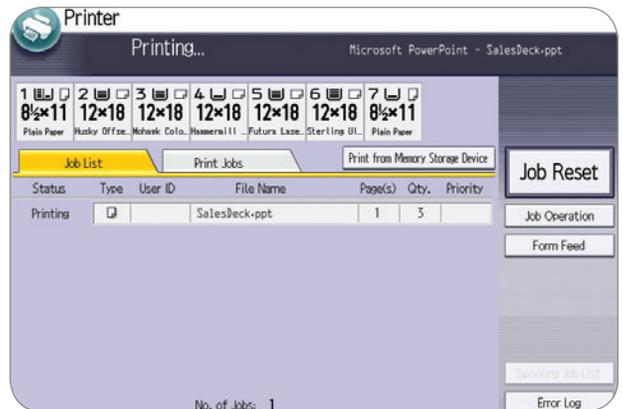 Printer
Printing... Microsoft PowerPoint - SalesDeck.ppt
1 2 3 4 5 6 7
8½×11 12×18 12×18 12×18 12×18 12×18 8½×11
Plain Paper Husky Offse… Mohawk Colo… Hammermill … Futura Lase… Sterling Ul… Plain Paper
Job List Print Jobs Print from Memory Storage Device
Job Reset
Status Type User ID File Name Page(s) Qty. Priority
Printing SalesDeck.ppt 1 3
Job Operation
Form Feed
Spooling Job List
No. of Jobs: 1
Error Log